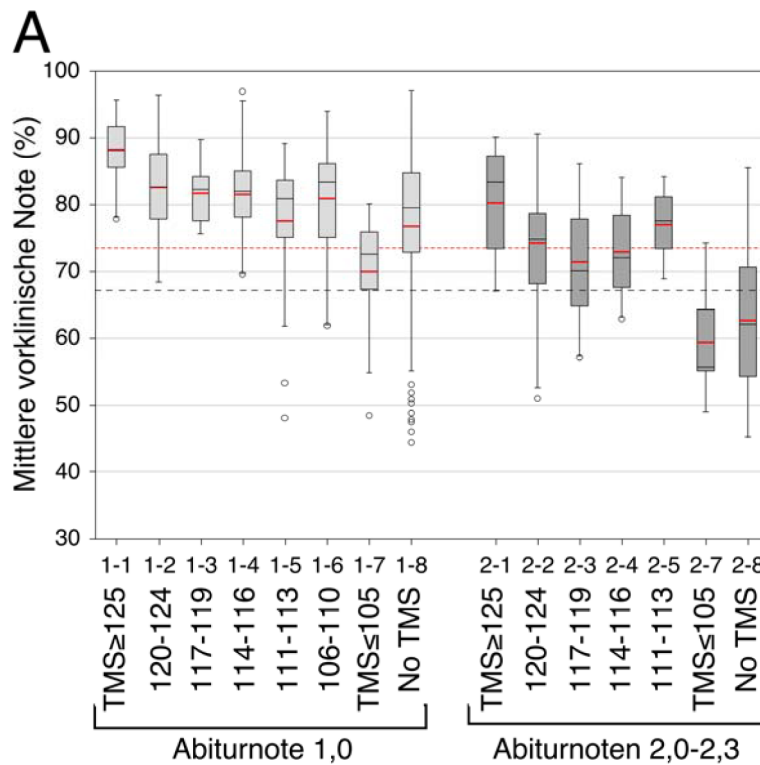 A
Mittlere vorklinische Note (%)
100
90
80
70
60
50
40
30
1-1 1-2 1-3 1-4 1-5 1-6 1-7 1-8 2-1 2-2 2-3 2-4 2-5 2-7 2-8
TMS≥125 120-124 117-119 114-116 111-113 106-110 TMS≤105 No TMS TMS≥125 120-124 117-119 114-116 111-113 TMS≤105 No TMS
Abiturnote 1,0 Abiturnoten 2,0-2,3